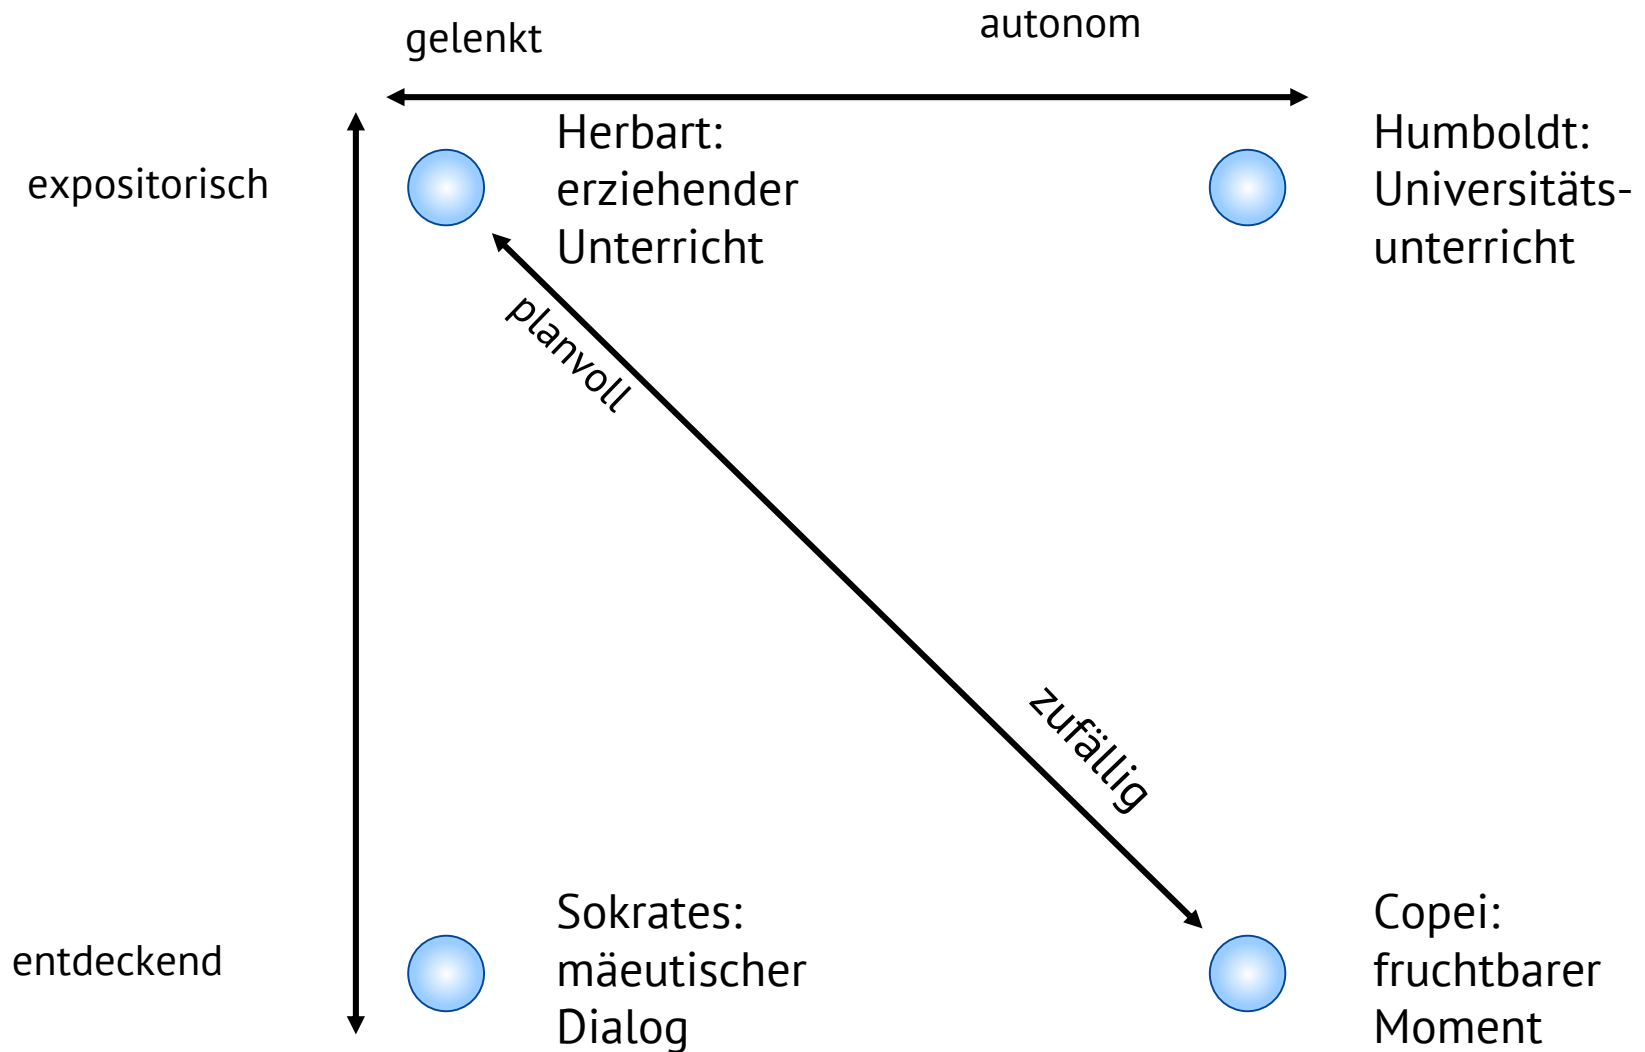 gelenkt
autonom
expositorisch
Herbart:
erziehender
Unterricht
Humboldt:
Universitäts-
unterricht
planvoll
zufällig
entdeckend
Sokrates:
mäeutischer
Dialog
Copei:
fruchtbarer
Moment